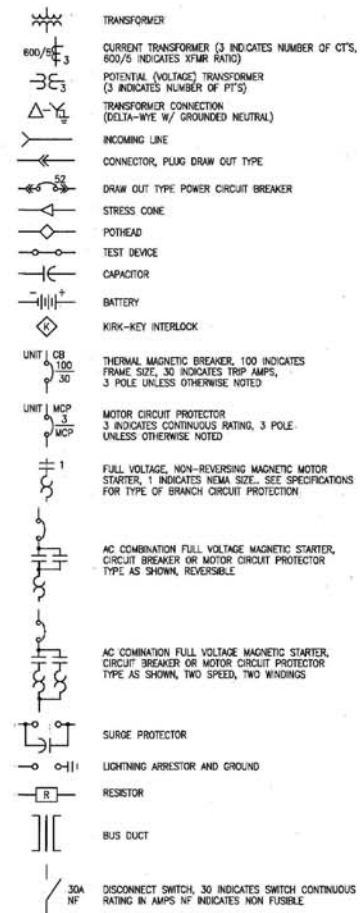 TRANSFORMER
600/5 3 CURRENT TRANSFORMER (3 INDICATES NUMBER OF CT'S,
600/5 INDICATES XFMR RATIO)
3 POTENTIAL (VOLTAGE) TRANSFORMER
(3 INDICATES NUMBER OF PT'S)
TRANSFORMER CONNECTION
(DELTA-WYE W/ GROUNDED NEUTRAL)
INCOMING LINE
CONNECTOR, PLUG DRAW OUT TYPE
52 DRAW OUT TYPE POWER CIRCUIT BREAKER
STRESS CONE
POTHEAD
TEST DEVICE
CAPACITOR
- + BATTERY
K KIRK-KEY INTERLOCK
UNIT CB
100 THERMAL MAGNETIC BREAKER, 100 INDICATES
FRAME SIZE, 30 INDICATES TRIP AMPS,
30 3 POLE UNLESS OTHERWISE NOTED
UNIT MCP
3 MOTOR CIRCUIT PROTECTOR
3 INDICATES CONTINUOUS RATING, 3 POLE
MCP UNLESS OTHERWISE NOTED
1 FULL VOLTAGE, NON-REVERSING MAGNETIC MOTOR
STARTER, 1 INDICATES NEMA SIZE.. SEE SPECIFICATIONS
FOR TYPE OF BRANCH CIRCUIT PROTECTION
AC COMBINATION FULL VOLTAGE MAGNETIC STARTER,
CIRCUIT BREAKER OR MOTOR CIRCUIT PROTECTOR
TYPE AS SHOWN, REVERSIBLE
AC COMINATION FULL VOLTAGE MAGNETIC STARTER,
CIRCUIT BREAKER OR MOTOR CIRCUIT PROTECTOR
TYPE AS SHOWN, TWO SPEED, TWO WINDINGS
SURGE PROTECTOR
LIGHTNING ARRESTOR AND GROUND
R RESISTOR
BUS DUCT
30A DISCONNECT SWITCH, 30 INDICATES SWITCH CONTINUOUS
NF RATING IN AMPS NF INDICATES NON FUSIBLE